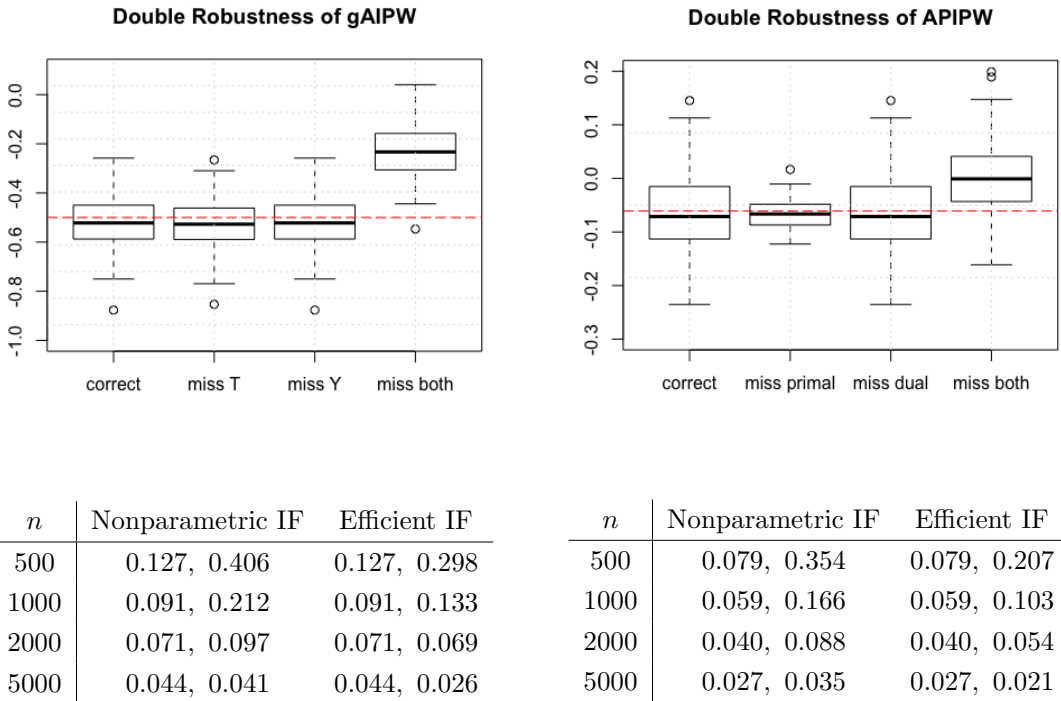 Double Robustness of gAIPW
0.0
-0.2
-0.4
-0.6
-0.8
-1.0
correct miss T miss Y miss both
Double Robustness of APIPW
0.2
0.1
0.0
-0.1
-0.2
-0.3
correct miss primal miss dual miss both
n Nonparametric IF Efficient IF
500 0.127, 0.406 0.127, 0.298
1000 0.091, 0.212 0.091, 0.133
2000 0.071, 0.097 0.071, 0.069
5000 0.044, 0.041 0.044, 0.026
n Nonparametric IF Efficient IF
500 0.079, 0.354 0.079, 0.207
1000 0.059, 0.166 0.059, 0.103
2000 0.040, 0.088 0.040, 0.054
5000 0.027, 0.035 0.027, 0.021